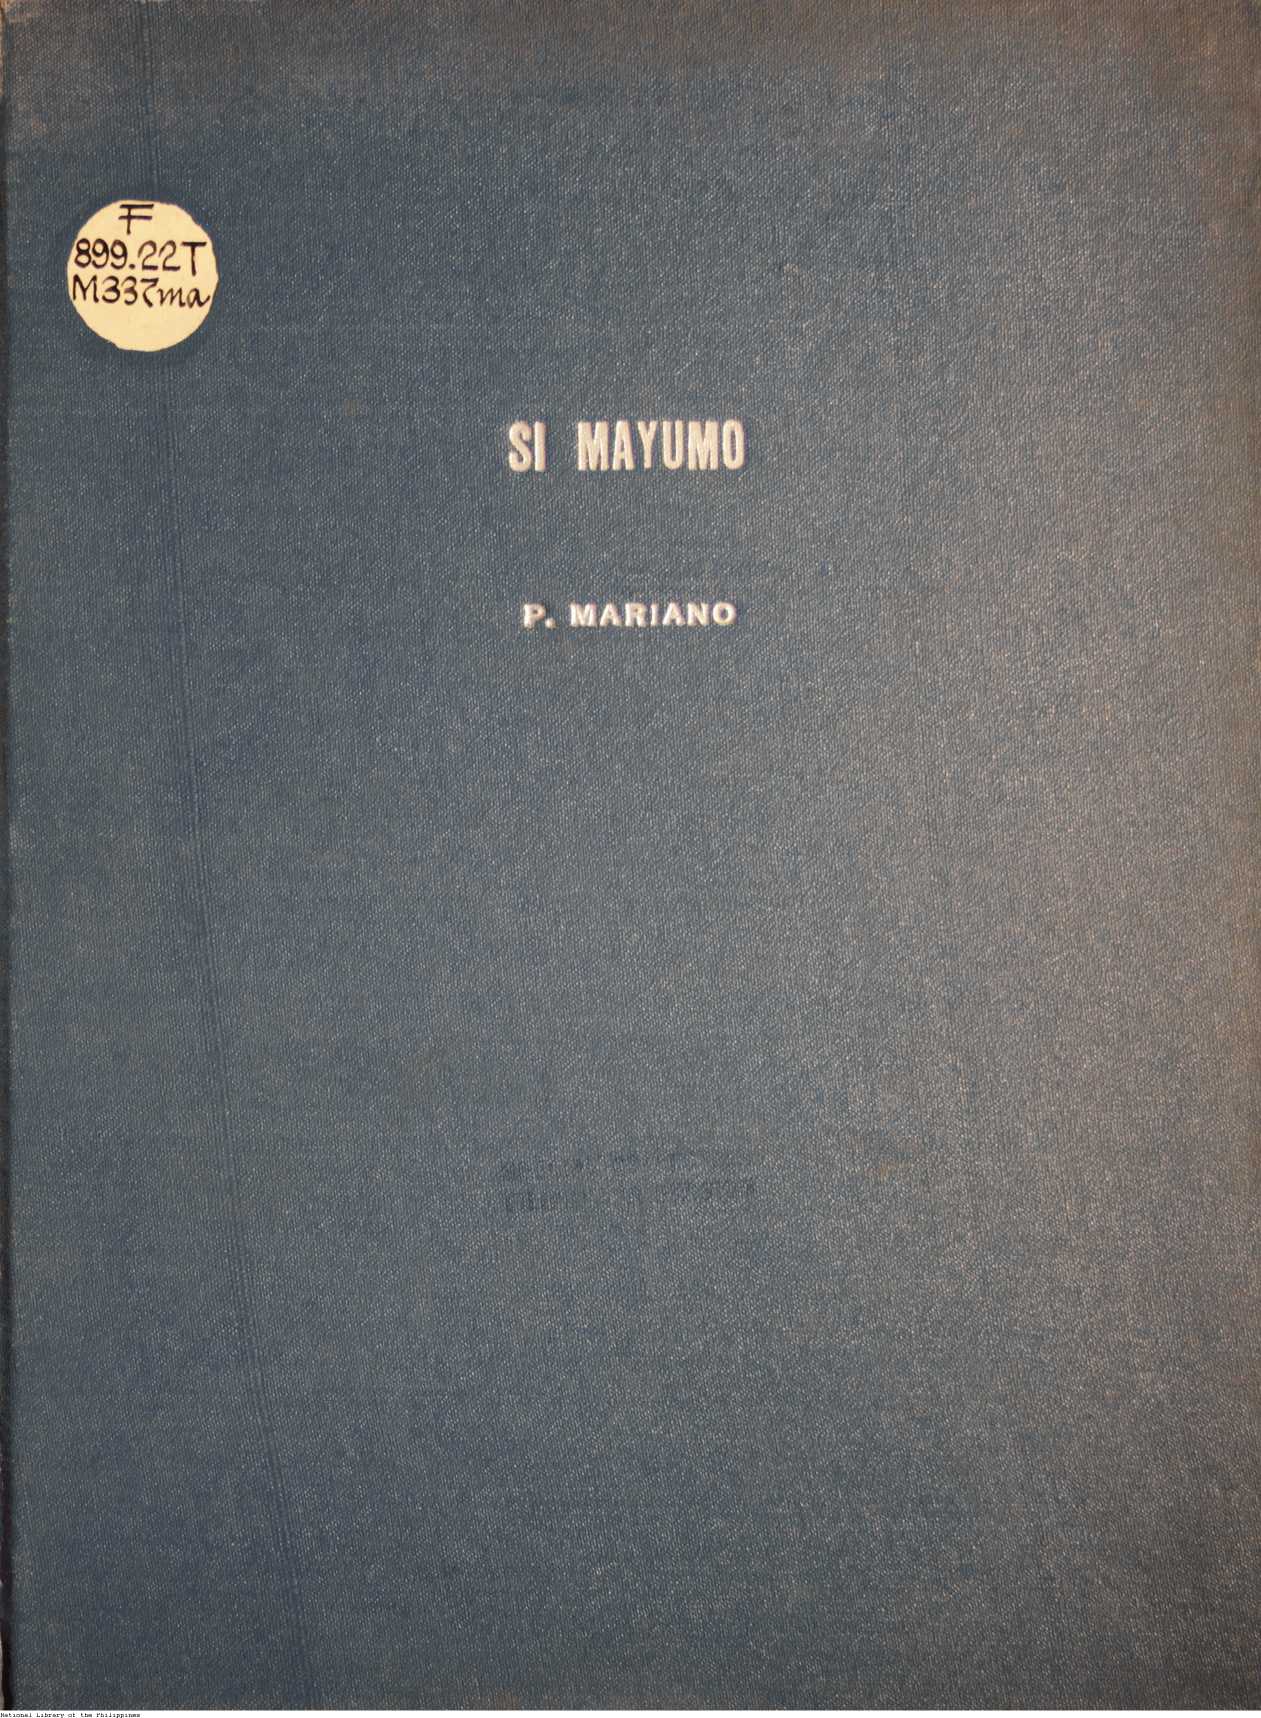 F
899.22T
M337ma
SI MAYUMO
P. MARIANO
National Library of the Philippines